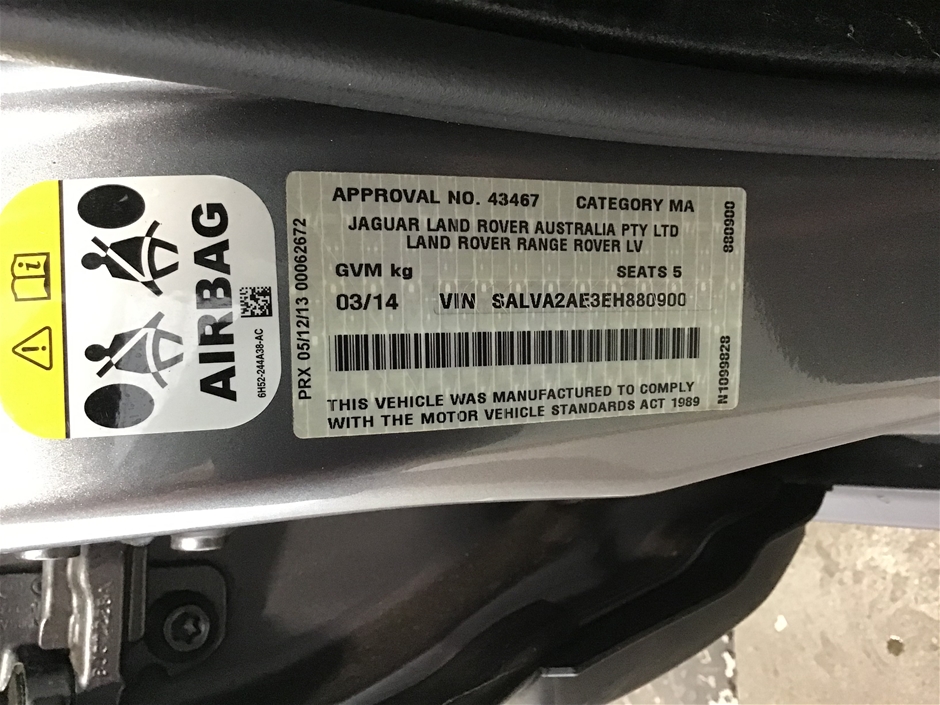 AIRBAG
6H52-244A38-AC
PRX 05/12/13 00062672
APPROVAL NO. 43467 CATEGORY MA
JAGUAR LAND ROVER AUSTRALIA PTY LTD
LAND ROVER RANGE ROVER LV
GVM kg SEATS 5
03/14 VIN SALVA2AE3EH880900
THIS VEHICLE WAS MANUFACTURED TO COMPLY
WITH THE MOTOR VEHICLE STANDARDS ACT 1989
880900
N1099828